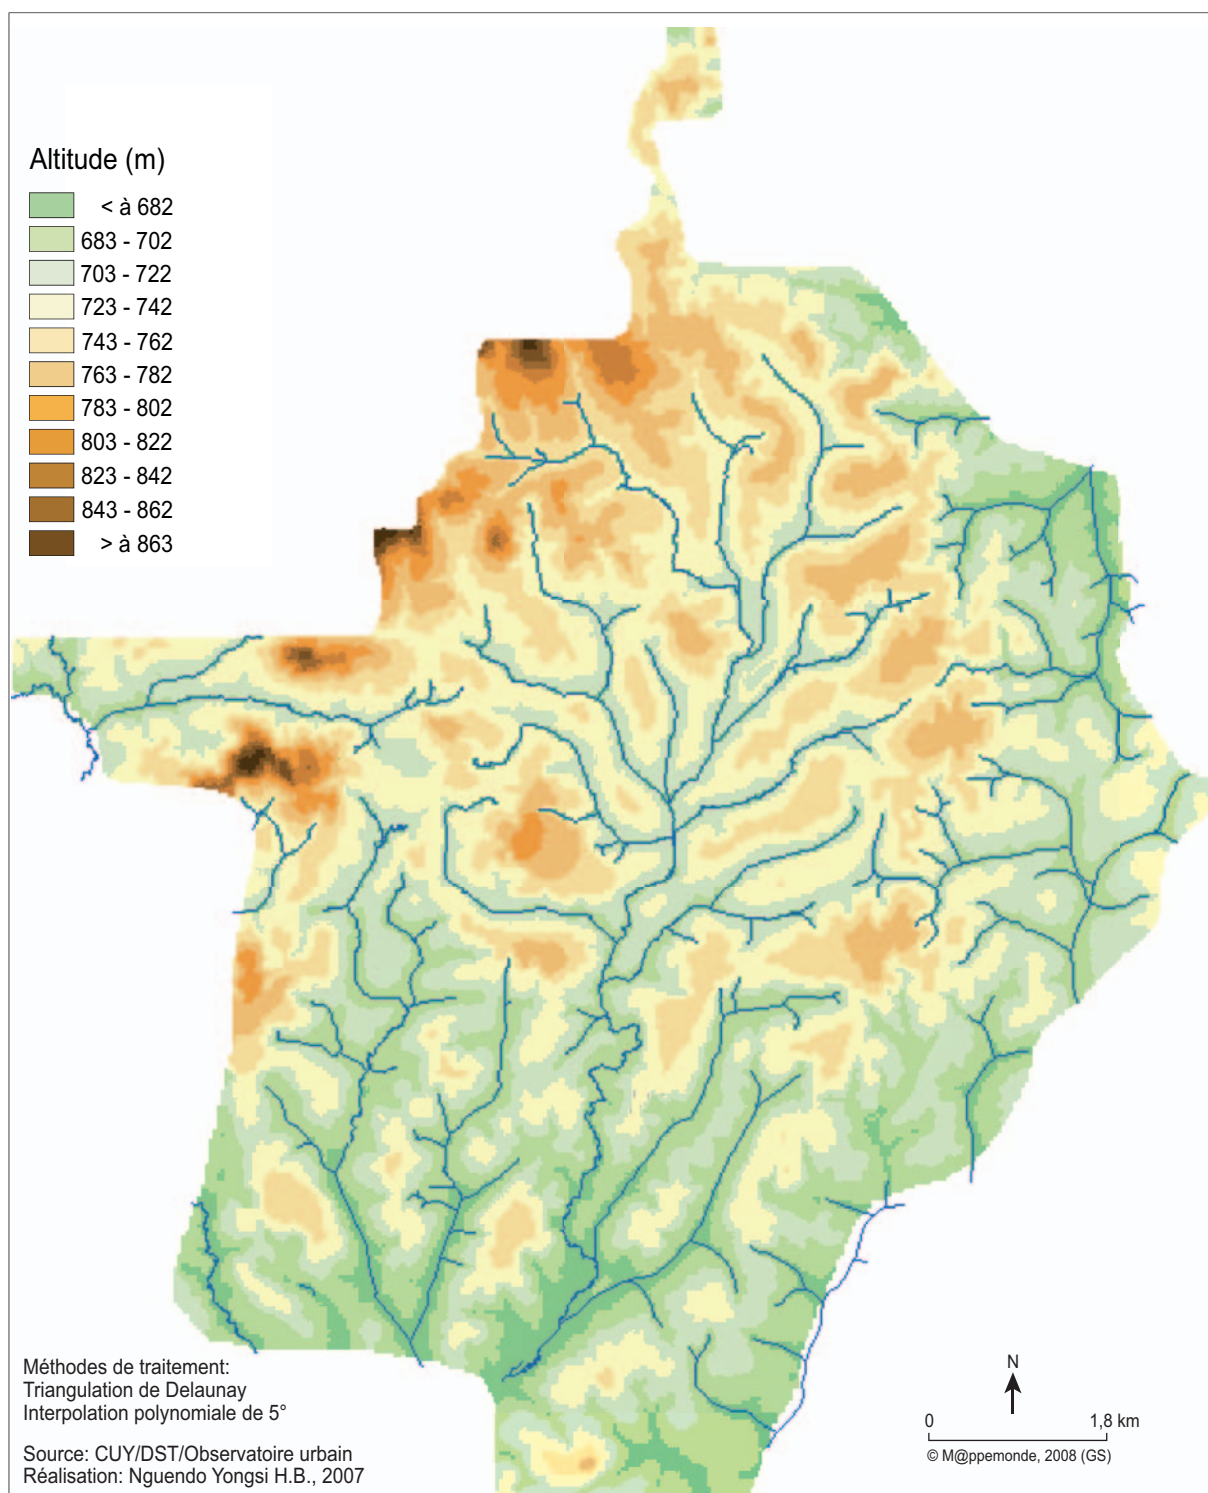 Altitude (m)
< à 682
683 - 702
703 - 722
723 - 742
743 - 762
763 - 782
783 - 802
803 - 822
823 - 842
843 - 862
> à 863
Méthodes de traitement:
Triangulation de Delaunay
Interpolation polynomiale de 5°
Source: CUY/DST/Observatoire urbain
Réalisation: Nguendo Yongsi H.B., 2007
N
0 1,8 km
© M@ppemonde, 2008 (GS)